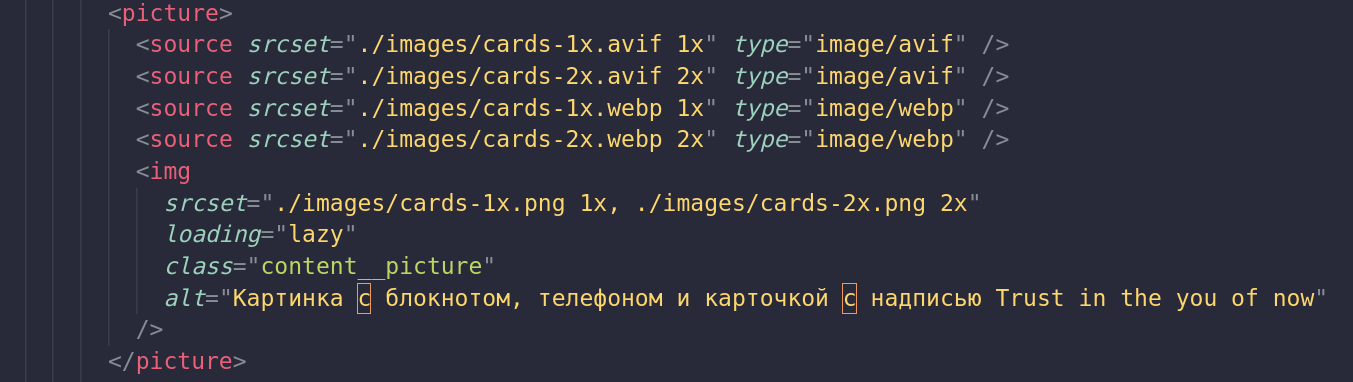 <picture>
<source srcset="./images/cards-1x.avif 1x" type="image/avif" />
<source srcset="./images/cards-2x.avif 2x" type="image/avif" />
<source srcset="./images/cards-1x.webp 1x" type="image/webp" />
<source srcset="./images/cards-2x.webp 2x" type="image/webp" />
<img
srcset="./images/cards-1x.png 1x, ./images/cards-2x.png 2x"
loading="lazy"
class="content__picture"
alt="Картинка с блокнотом, телефоном и карточкой с надписью Trust in the you of now"
/>
</picture>